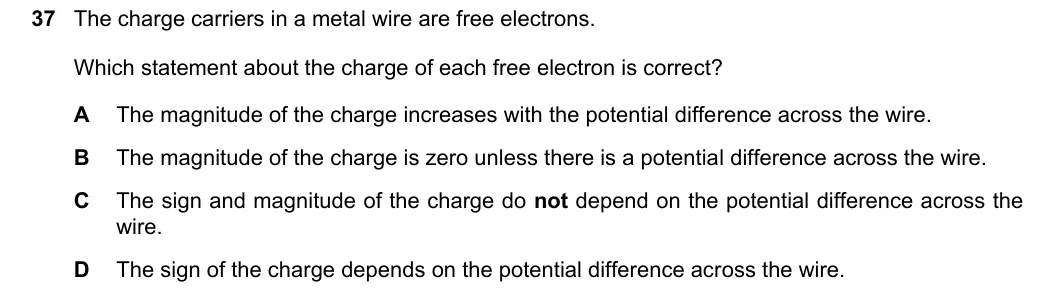 37 The charge carriers in a metal wire are free electrons.
Which statement about the charge of each free electron is correct?
A The magnitude of the charge increases with the potential difference across the wire.
B The magnitude of the charge is zero unless there is a potential difference across the wire.
C The sign and magnitude of the charge do not depend on the potential difference across the
wire.
D The sign of the charge depends on the potential difference across the wire.